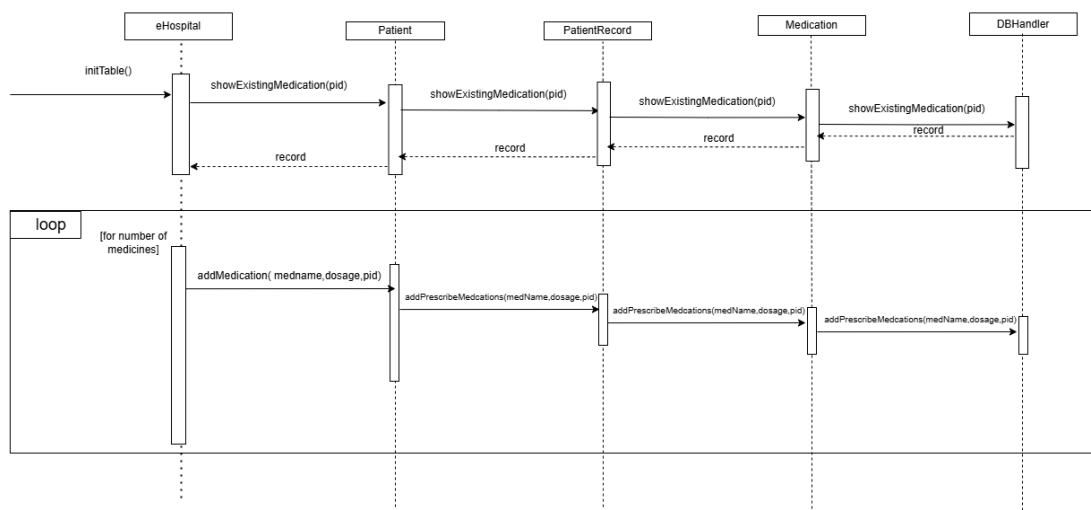 eHospital
Patient
PatientRecord
Medication
DBHandler
initTable()
showExistingMedication(pid)
showExistingMedication(pid)
showExistingMedication(pid)
showExistingMedication(pid)
record
record
record
record
loop
[for number of
medicines]
addMedication( medname,dosage,pid)
addPrescribeMedcations(medName,dosage,pid)
addPrescribeMedcations(medName,dosage,pid)
addPrescribeMedcations(medName,dosage,pid)